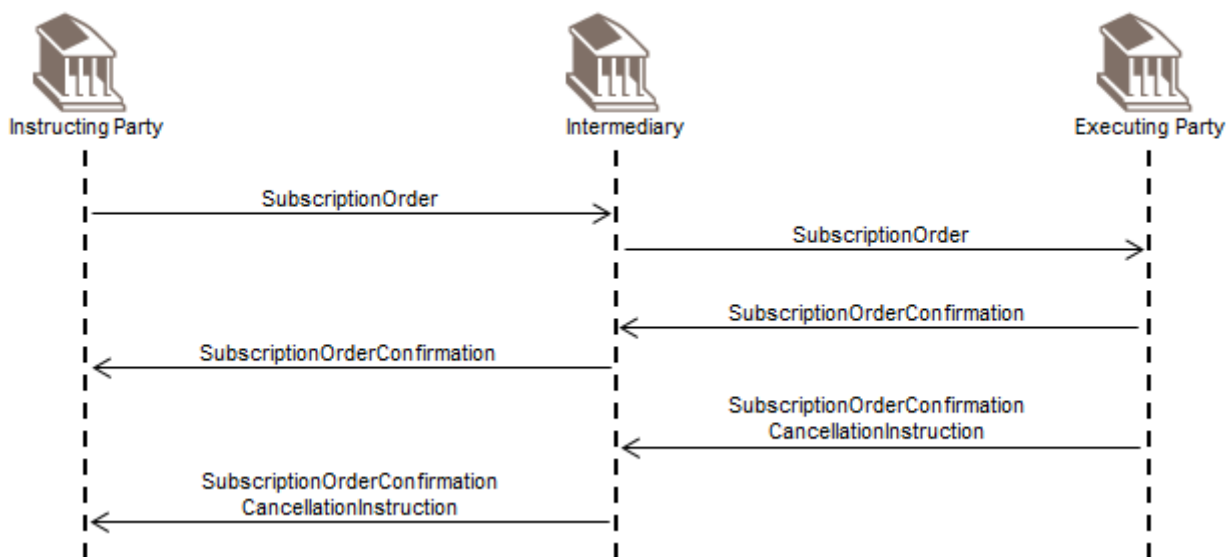 Instructing Party
Intermediary
Executing Party
SubscriptionOrder
SubscriptionOrder
SubscriptionOrderConfirmation
SubscriptionOrderConfirmation
SubscriptionOrderConfirmation
CancellationInstruction
SubscriptionOrderConfirmation
CancellationInstruction